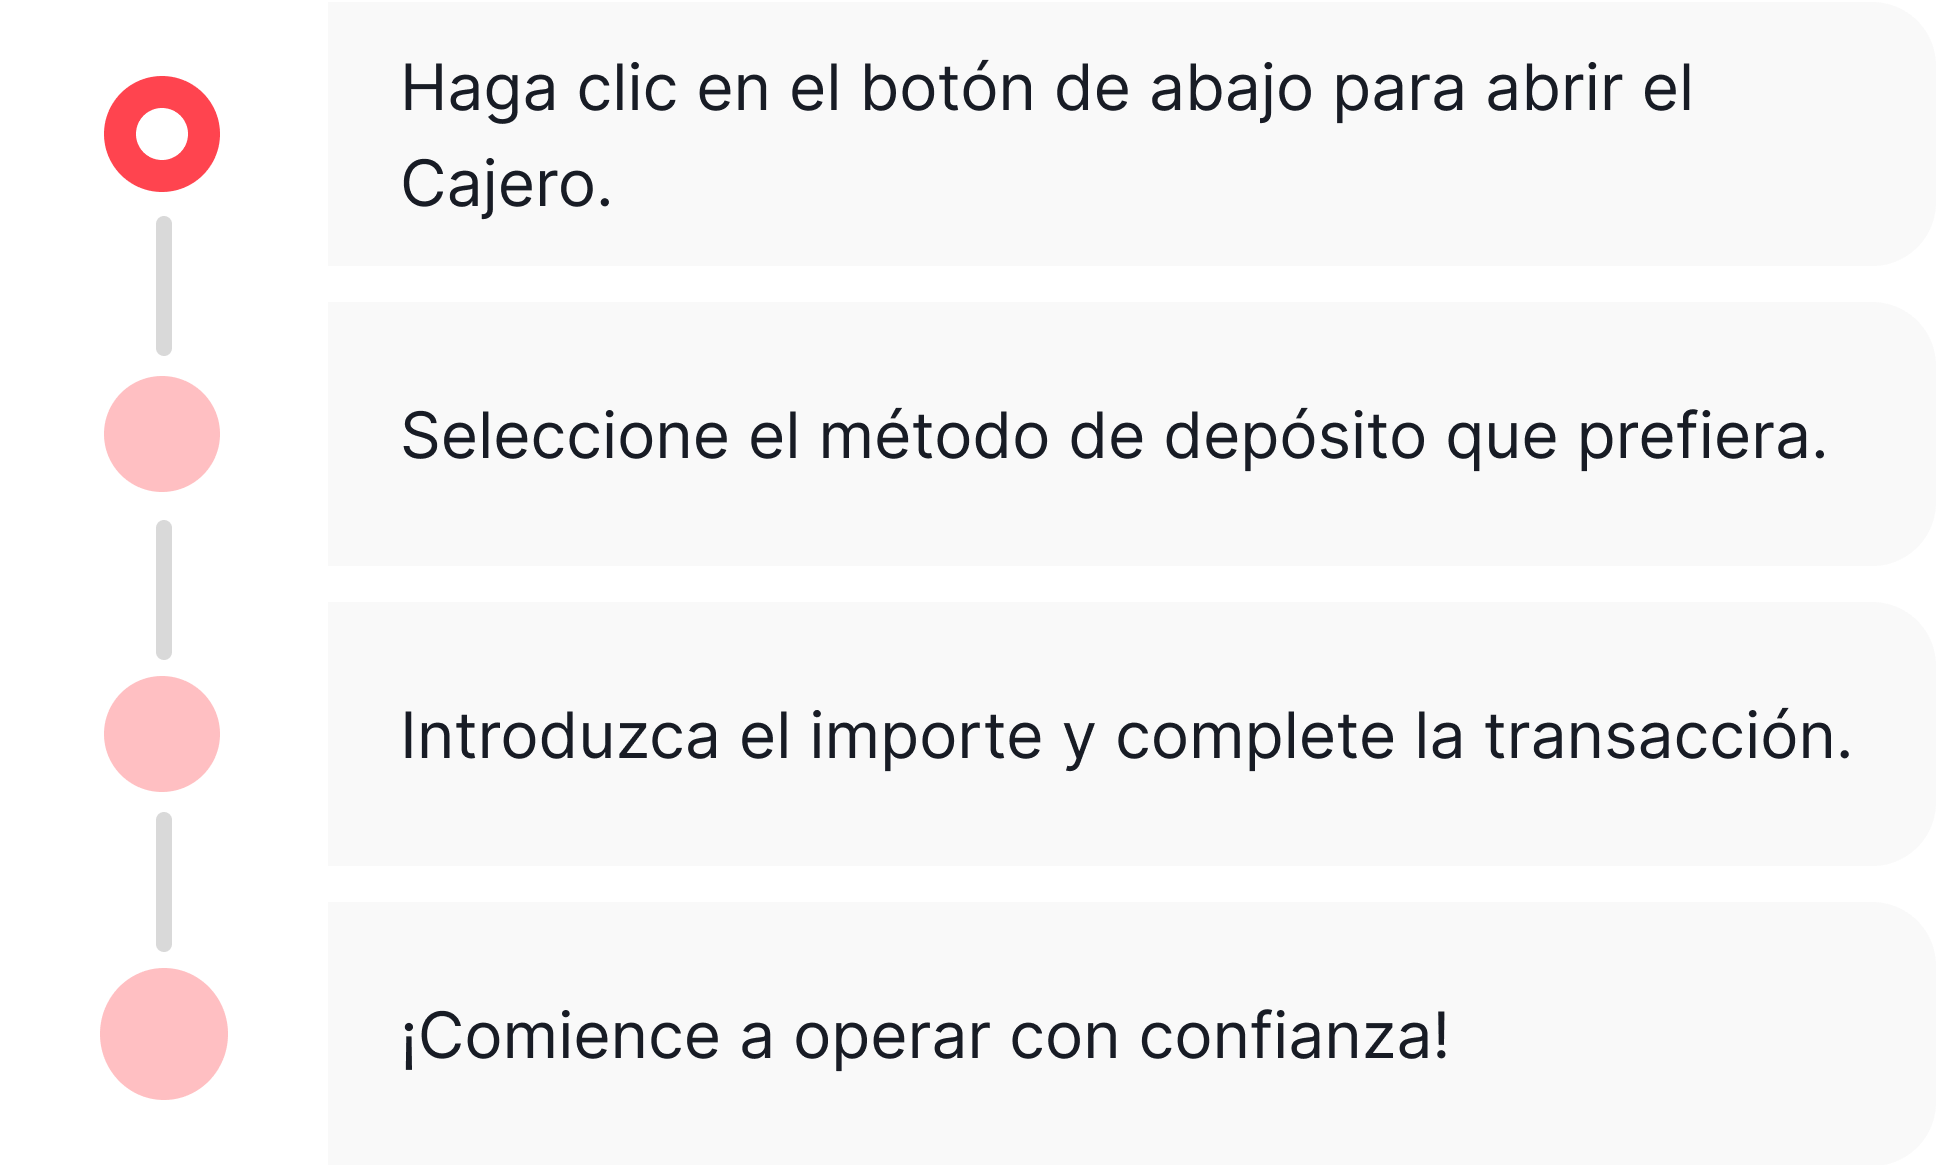 Haga clic en el botón de abajo para abrir el
Cajero.
Seleccione el método de depósito que prefiera.
Introduzca el importe y complete la transacción.
¡Comience a operar con confianza!